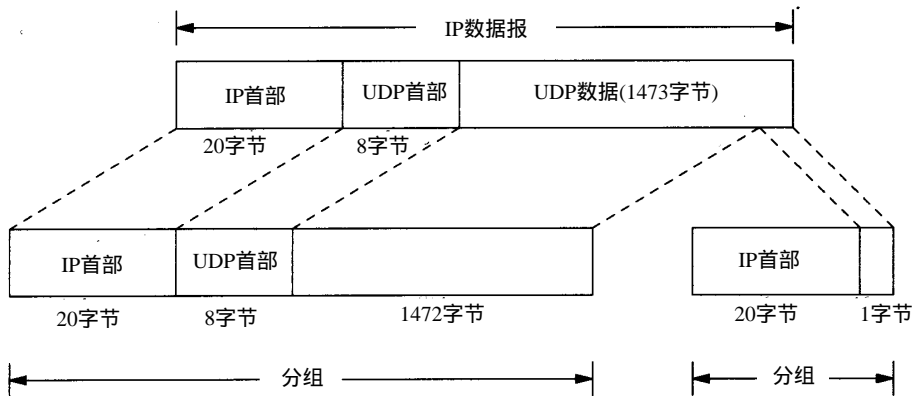 IP数据报
IP首部 UDP首部 UDP数据(1473字节)
20字节 8字节
IP首部 UDP首部 IP首部
20字节 8字节 1472字节 20字节 1字节
分组 分组